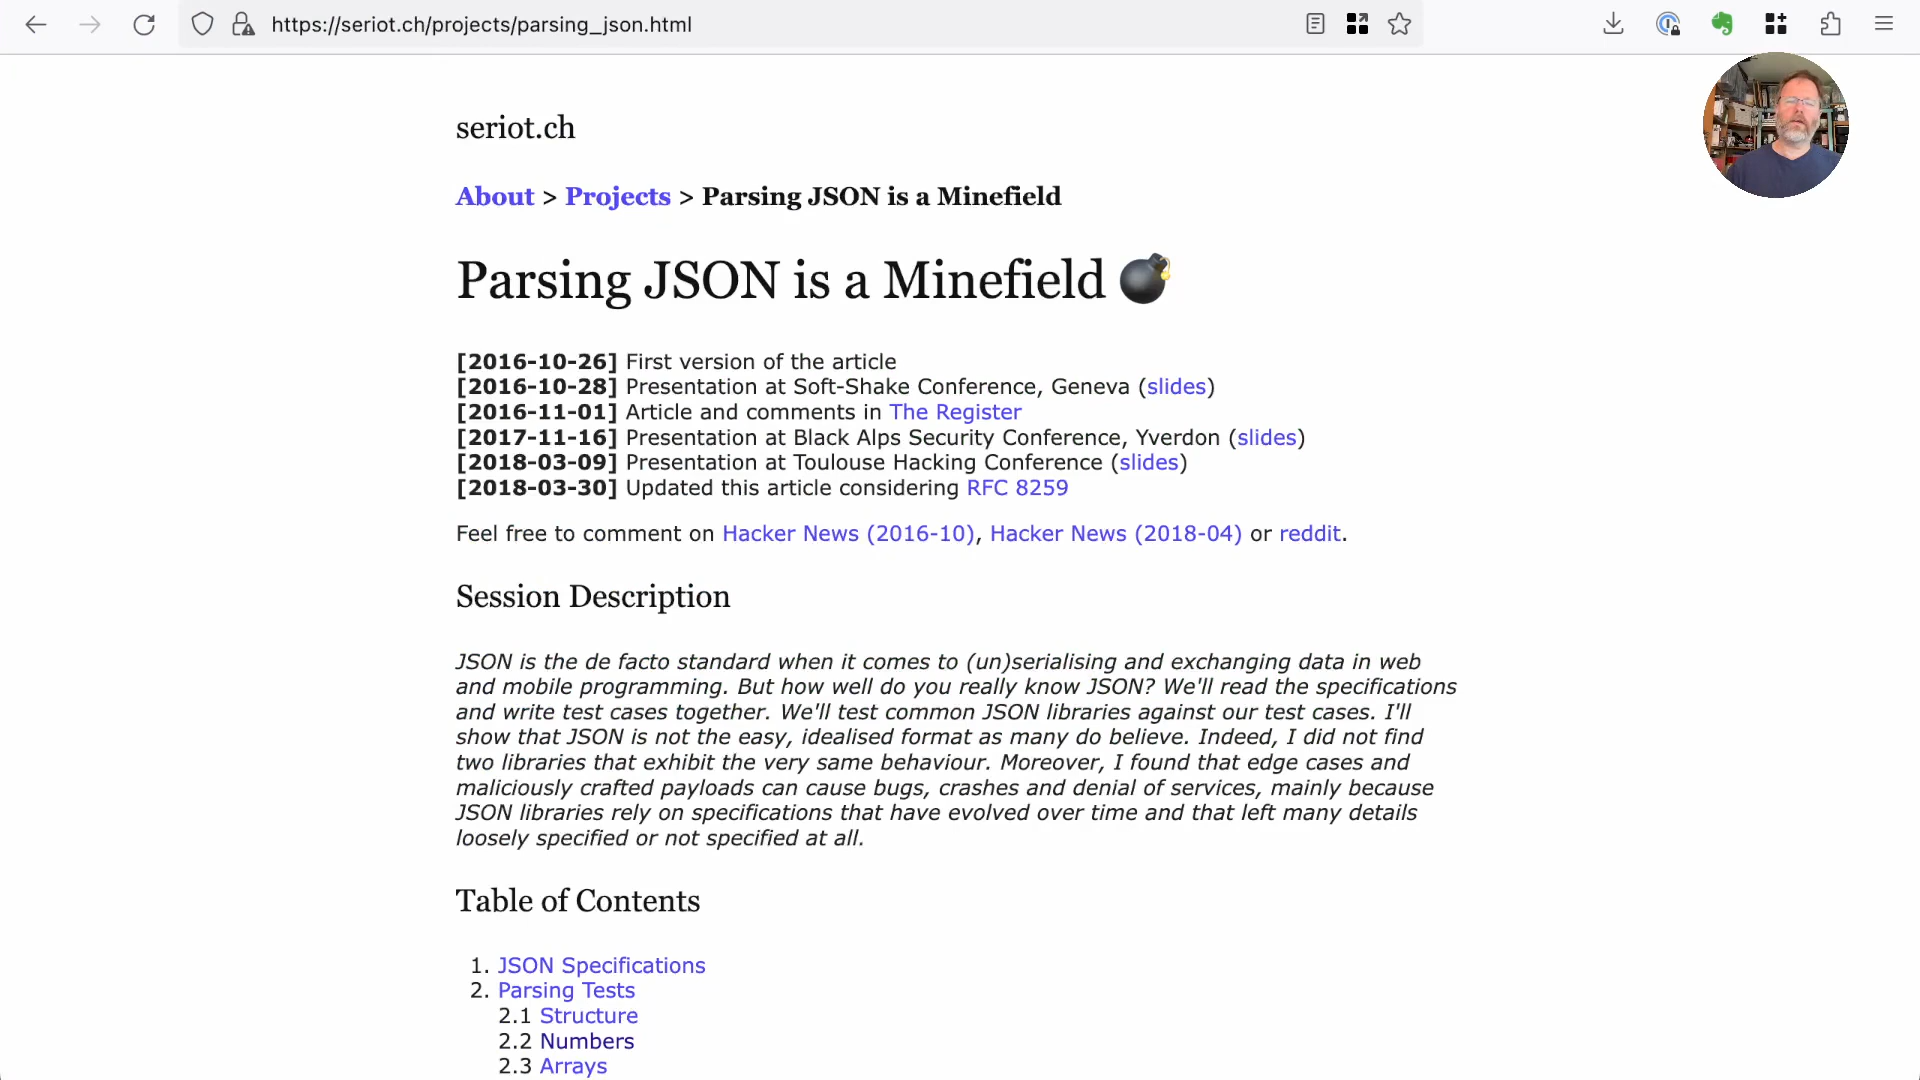 https://seriot.ch/projects/parsing_json.html
seriot.ch
About > Projects > Parsing JSON is a Minefield
Parsing JSON is a Minefield 💣
[2016-10-26] First version of the article
[2016-10-28] Presentation at Soft-Shake Conference, Geneva (slides)
[2016-11-01] Article and comments in The Register
[2017-11-16] Presentation at Black Alps Security Conference, Yverdon (slides)
[2018-03-09] Presentation at Toulouse Hacking Conference (slides)
[2018-03-30] Updated this article considering RFC 8259
Feel free to comment on Hacker News (2016-10), Hacker News (2018-04) or reddit.
Session Description
JSON is the de facto standard when it comes to (un)serialising and exchanging data in web
and mobile programming. But how well do you really know JSON? We'll read the specifications
and write test cases together. We'll test common JSON libraries against our test cases. I'll
show that JSON is not the easy, idealised format as many do believe. Indeed, I did not find
two libraries that exhibit the very same behaviour. Moreover, I found that edge cases and
maliciously crafted payloads can cause bugs, crashes and denial of services, mainly because
JSON libraries rely on specifications that have evolved over time and that left many details
loosely specified or not specified at all.
Table of Contents
1. JSON Specifications
2. Parsing Tests
2.1 Structure
2.2 Numbers
2.3 Arrays